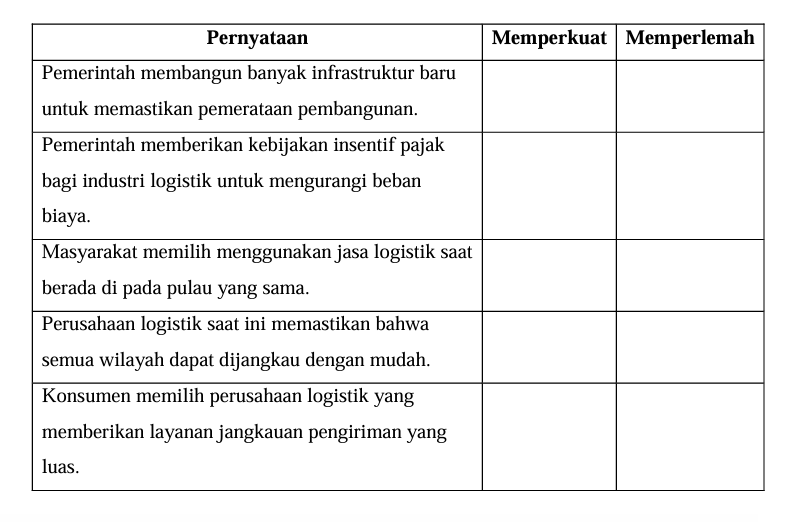 Pernyataan Memperkuat Memperlemah
Pemerintah membangun banyak infrastruktur baru
untuk memastikan pemerataan pembangunan.
Pemerintah memberikan kebijakan insentif pajak
bagi industri logistik untuk mengurangi beban
biaya.
Masyarakat memilih menggunakan jasa logistik saat
berada di pada pulau yang sama.
Perusahaan logistik saat ini memastikan bahwa
semua wilayah dapat dijangkau dengan mudah.
Konsumen memilih perusahaan logistik yang
memberikan layanan jangkauan pengiriman yang
luas.